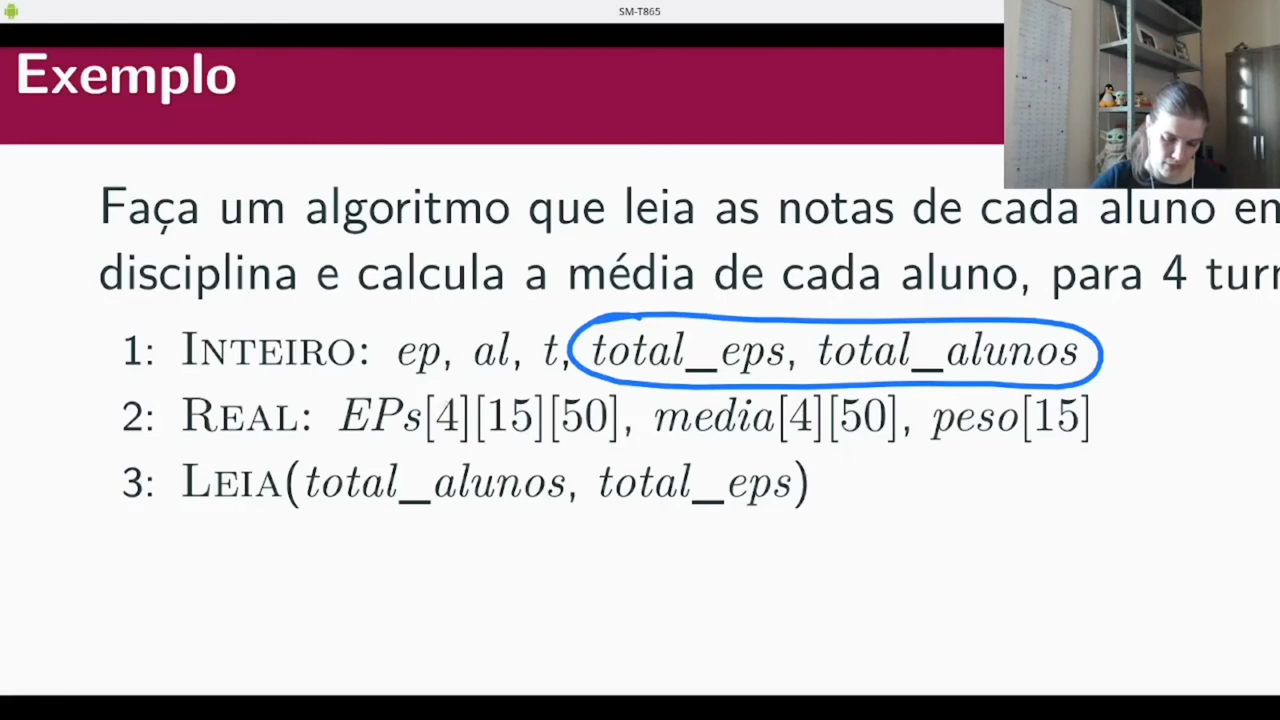 SM-T865
Exemplo
Faça um algoritmo que leia as notas de cada aluno
disciplina e calcula a média de cada aluno, para 4
1: INTEIRO: ep, al, t, total_eps, total_alunos
2: REAL: EPs[4][15][50], media[4][50], peso[15]
3: LEIA(total_alunos, total_eps)